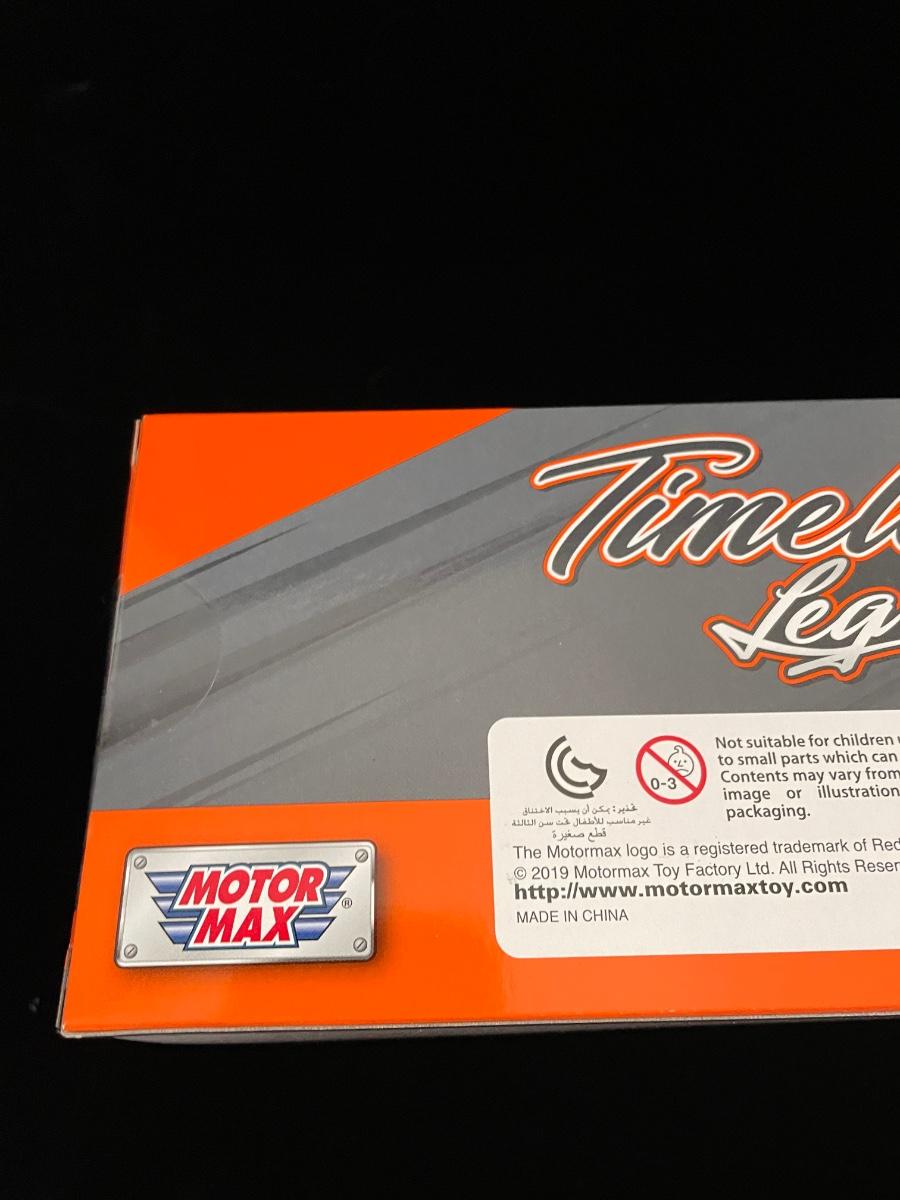 Timel
Leg
Not suitable for children
to small parts which can
Contents may vary from
image or illustration
packaging.
0-3
تحذير: يمكن أن يسبب الاختناق
غير مناسب للأطفال تحت سن الثالثة
قطع صغيرة
The Motormax logo is a registered trademark of Red
© 2019 Motormax Toy Factory Ltd. All Rights Reser
http://www.motormaxtoy.com
MADE IN CHINA
MOTOR
MAX®